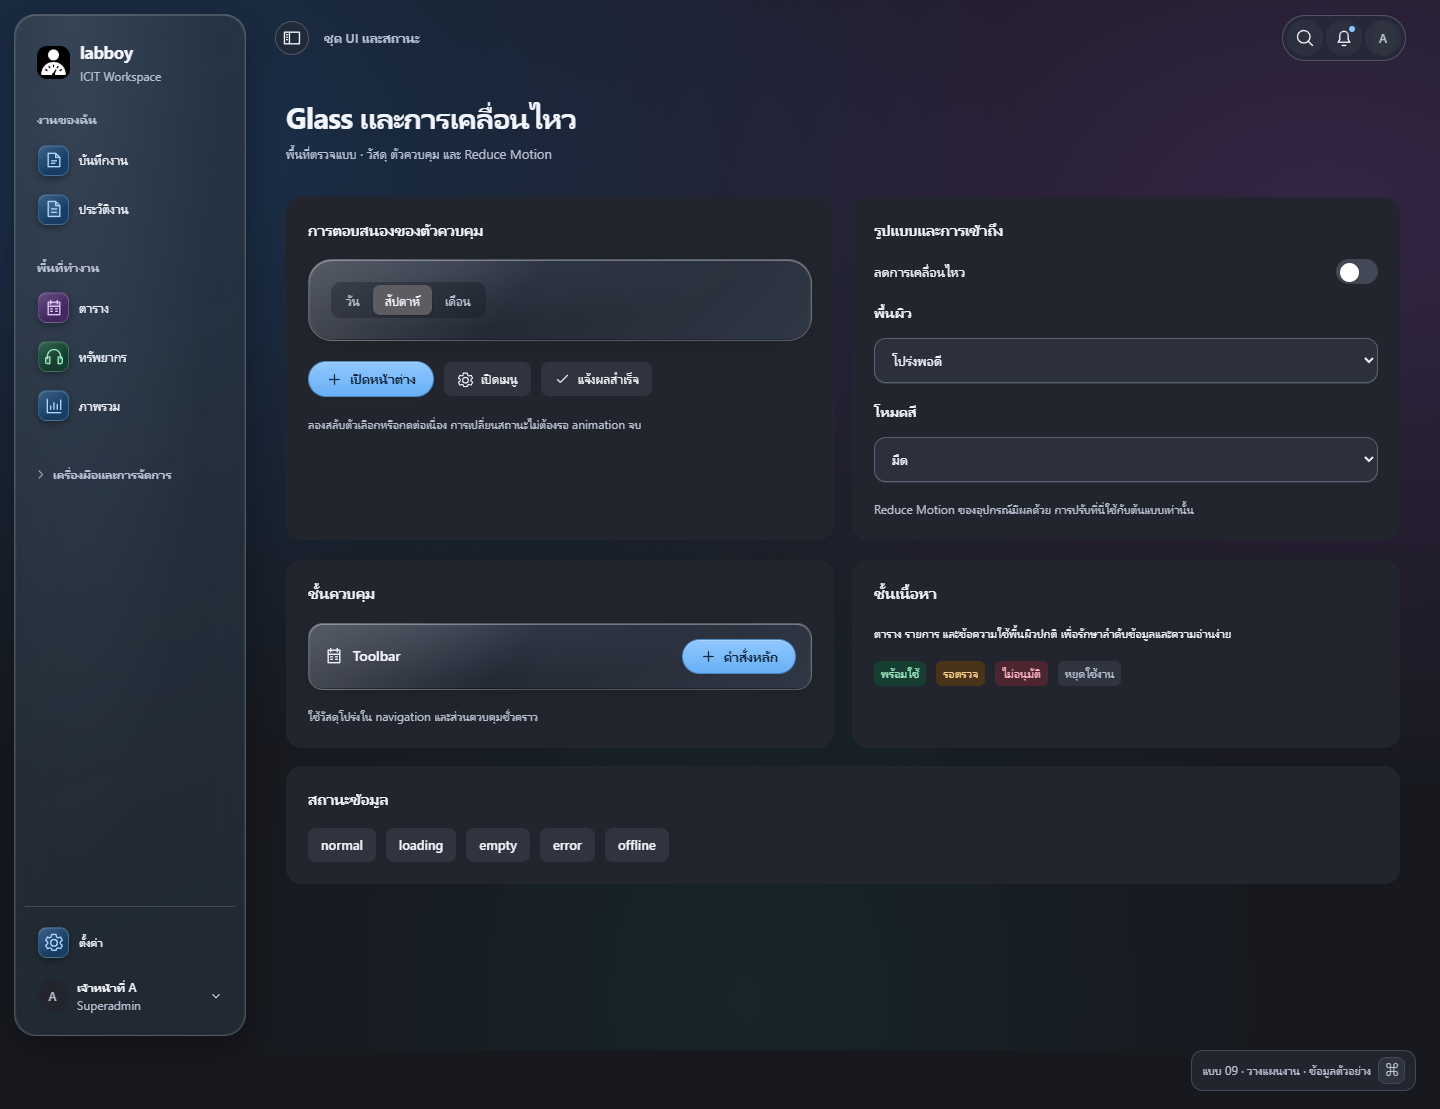 labboy
ICIT Workspace
งานของฉัน
บันทึกงาน
ประวัติงาน
พื้นที่ทำงาน
ตาราง
ทรัพยากร
ภาพรวม
เครื่องมือและการจัดการ
ตั้งค่า
A
เจ้าหน้าที่ A
Superadmin
ชุด UI และสถานะ
A
Glass และการเคลื่อนไหว
พื้นที่ตรวจแบบ · วัสดุ ตัวควบคุม และ Reduce Motion
การตอบสนองของตัวควบคุม
วัน สัปดาห์ เดือน
เปิดหน้าต่าง เปิดเมนู แจ้งผลสำเร็จ
ลองสลับตัวเลือกหรือกดต่อเนื่อง การเปลี่ยนสถานะไม่ต้องรอ animation จบ
รูปแบบและการเข้าถึง
ลดการเคลื่อนไหว
พื้นผิว
โปร่งพอดี
โหมดสี
มืด
Reduce Motion ของอุปกรณ์มีผลด้วย การปรับที่นี่ใช้กับต้นแบบเท่านั้น
ชั้นควบคุม
Toolbar คำสั่งหลัก
ใช้วัสดุโปร่งใน navigation และส่วนควบคุมชั่วคราว
ชั้นเนื้อหา
ตาราง รายการ และข้อความใช้พื้นผิวปกติ เพื่อรักษาลำดับข้อมูลและความอ่านง่าย
พร้อมใช้ รอตรวจ ไม่อนุมัติ หยุดใช้งาน
สถานะข้อมูล
normal loading empty error offline
แบบ 09 · วางแผนงาน · ข้อมูลตัวอย่าง ⌘